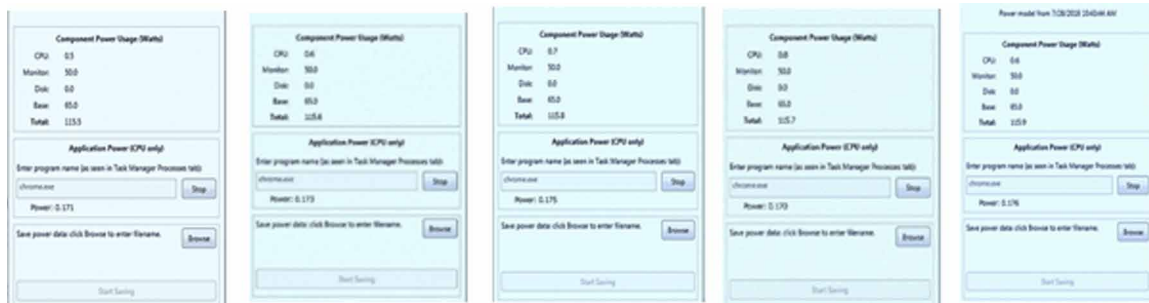 Component Power Usage (Watts)
CPU: 0.5
Monitor: 50.0
Disk: 0.0
Base: 65.0
Total: 115.5
Application Power (CPU only)
Enter program name (as seen in Task Manager Processes tab):
chrome.exe
Stop
Power: 0.171
Save power data: click Browse to enter filename.
Browse
Start Saving
Component Power Usage (Watts)
CPU: 0.6
Monitor: 50.0
Disk: 0.0
Base: 65.0
Total: 115.6
Application Power (CPU only)
Enter program name (as seen in Task Manager Processes tab):
chrome.exe
Stop
Power: 0.173
Save power data: click Browse to enter filename.
Browse
Start Saving
Component Power Usage (Watts)
CPU: 0.7
Monitor: 50.0
Disk: 0.0
Base: 65.0
Total: 115.8
Application Power (CPU only)
Enter program name (as seen in Task Manager Processes tab):
chrome.exe
Stop
Power: 0.175
Save power data: click Browse to enter filename.
Browse
Start Saving
Component Power Usage (Watts)
CPU: 0.8
Monitor: 50.0
Disk: 0.0
Base: 65.0
Total: 115.7
Application Power (CPU only)
Enter program name (as seen in Task Manager Processes tab):
chrome.exe
Stop
Power: 0.170
Save power data: click Browse to enter filename.
Browse
Start Saving
Power model from 7/28/2018
Component Power Usage (Watts)
CPU: 0.6
Monitor: 50.0
Disk: 0.0
Base: 65.0
Total: 115.9
Application Power (CPU only)
Enter program name (as seen in Task Manager Processes tab):
chrome.exe
Stop
Power: 0.176
Save power data: click Browse to enter filename.
Browse
Start Saving